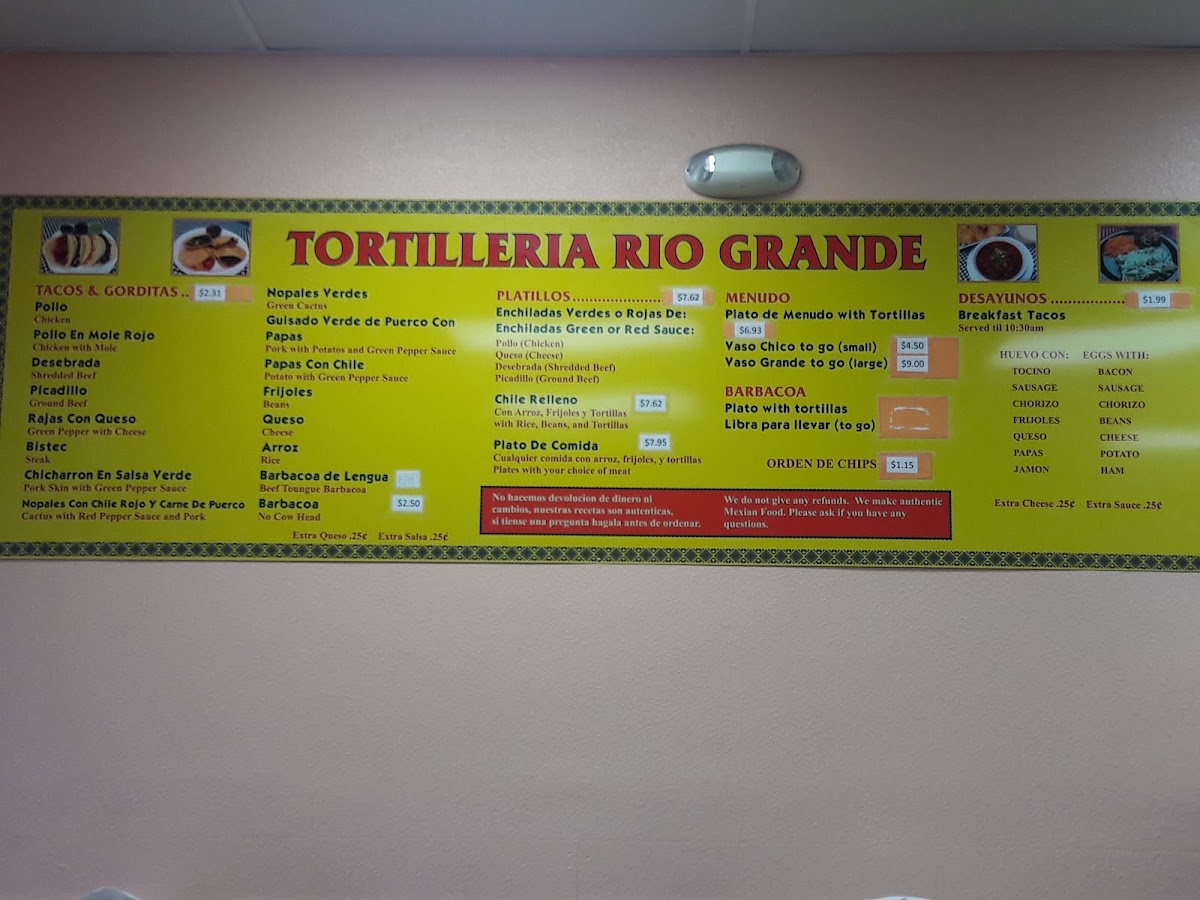 TORTILLERIA RIO GRANDE
TACOS & GORDITAS .. $2.31
Pollo
Chicken
Pollo En Mole Rojo
Chicken with Mole
Desebrada
Shredded Beef
Picadillo
Ground Beef
Rajas Con Queso
Green Pepper with Cheese
Bistec
Steak
Chicharron En Salsa Verde
Pork Skin with Green Pepper Sauce
Nopales Con Chile Rojo Y Carne De Puerco
Cactus with Red Pepper Sauce and Pork
Nopales Verdes
Green Cactus
Guisado Verde de Puerco Con
Papas
Pork with Potatos and Green Pepper Sauce
Papas Con Chile
Potato with Green Pepper Sauce
Frijoles
Beans
Queso
Cheese
Arroz
Rice
Barbacoa de Lengua
Beef Toungue Barbacoa
Barbacoa $2.50
No Cow Head
Extra Queso .25¢ Extra Salsa .25¢
PLATILLOS...................... $7.62
Enchiladas Verdes o Rojas De:
Enchiladas Green or Red Sauce:
Pollo (Chicken)
Queso (Cheese)
Desebrada (Shredded Beef)
Picadillo (Ground Beef)
Chile Relleno $7.62
Con Arroz, Frijoles y Tortillas
with Rice, Beans, and Tortillas
Plato De Comida $7.95
Cualquier comida con arroz, frijoles, y tortillas
Plates with your choice of meat
MENUDO
Plato de Menudo with Tortillas
$6.93
Vaso Chico to go (small) $4.50
Vaso Grande to go (large) $9.00
BARBACOA
Plato with tortillas
Libra para llevar (to go)
ORDEN DE CHIPS $1.15
No hacemos devolucion de dinero ni
cambios, nuestras recetas son autenticas,
si tiense una pregunta hagala antes de ordenar.
We do not give any refunds. We make authentic
Mexian Food. Please ask if you have any
questions.
DESAYUNOS ................. $1.99
Breakfast Tacos
Served til 10:30am
HUEVO CON: EGGS WITH:
TOCINO BACON
SAUSAGE SAUSAGE
CHORIZO CHORIZO
FRIJOLES BEANS
QUESO CHEESE
PAPAS POTATO
JAMON HAM
Extra Cheese .25¢ Extra Sauce .25¢